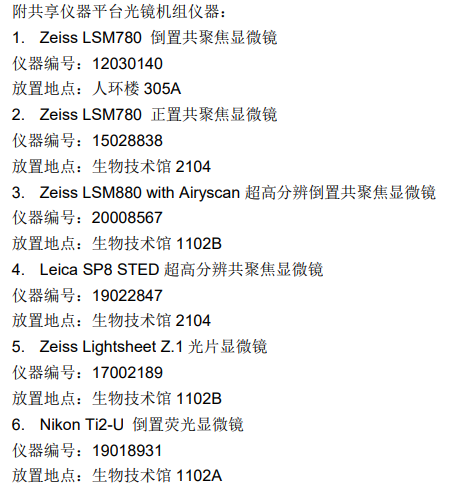 附共享仪器平台光镜机组仪器：
1. Zeiss LSM780 倒置共聚焦显微镜
仪器编号：12030140
放置地点：人环楼 305A
2. Zeiss LSM780 正置共聚焦显微镜
仪器编号：15028838
放置地点：生物技术馆 2104
3. Zeiss LSM880 with Airyscan 超高分辨倒置共聚焦显微镜
仪器编号：20008567
放置地点：生物技术馆 1102B
4. Leica SP8 STED 超高分辨共聚焦显微镜
仪器编号：19022847
放置地点：生物技术馆 2104
5. Zeiss Lightsheet Z.1 光片显微镜
仪器编号：17002189
放置地点：生物技术馆 1102B
6. Nikon Ti2-U 倒置荧光显微镜
仪器编号：19018931
放置地点：生物技术馆 1102A